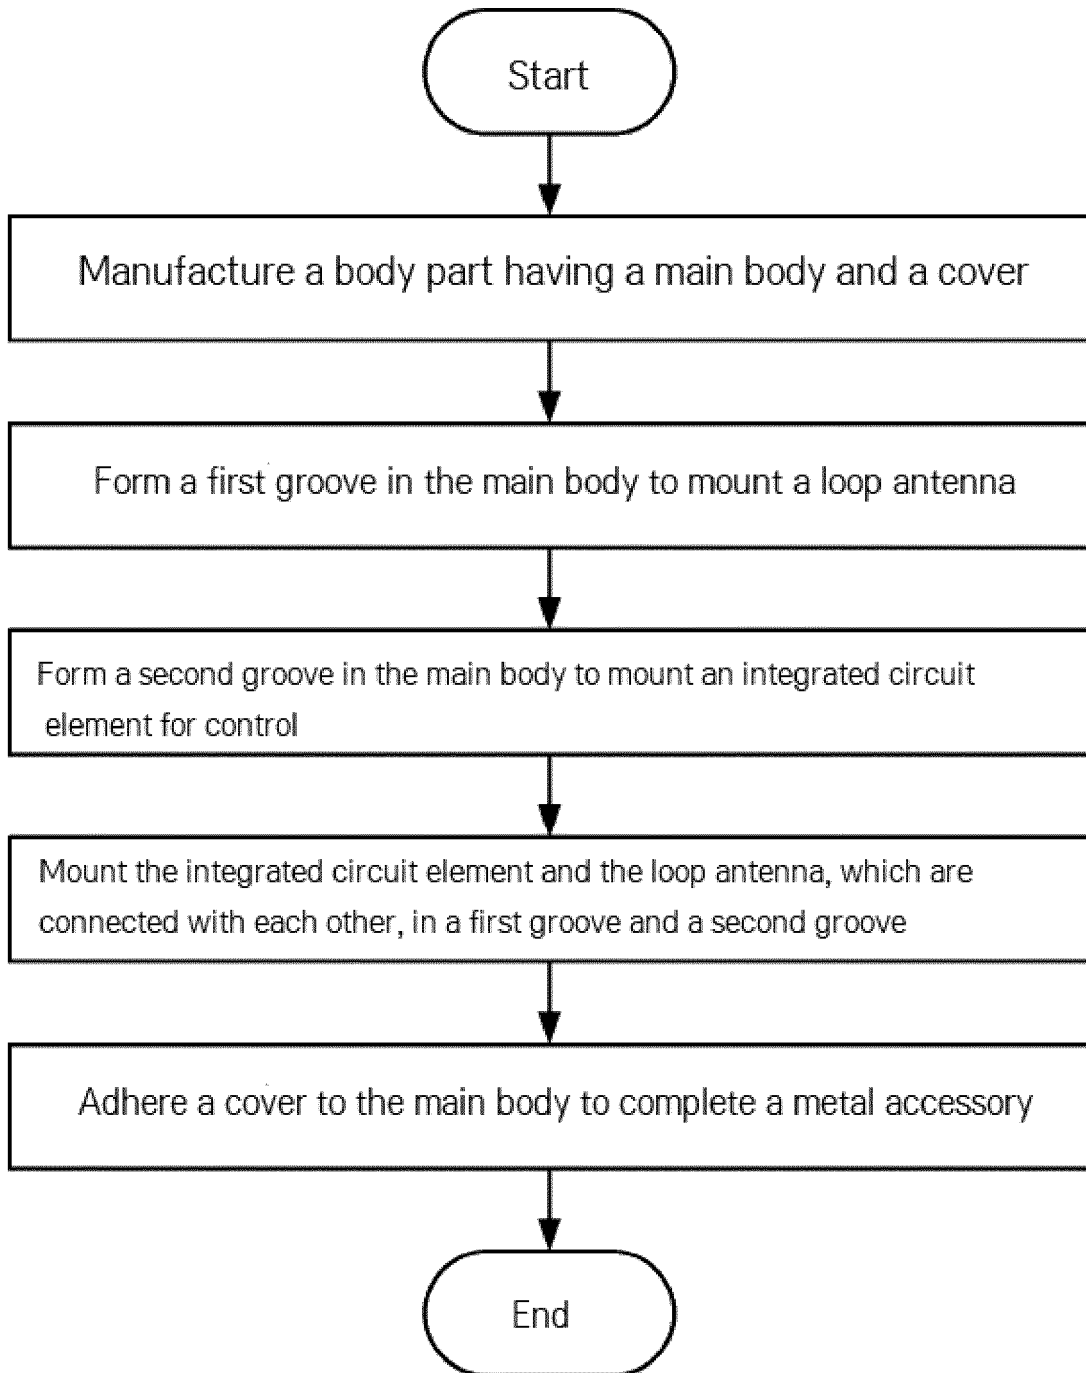 Start
Manufacture a body part having a main body and a cover
Form a first groove in the main body to mount a loop antenna
Form a second groove in the main body to mount an integrated circuit
element for control
Mount the integrated circuit element and the loop antenna, which are
connected with each other, in a first groove and a second groove
Adhere a cover to the main body to complete a metal accessory
End